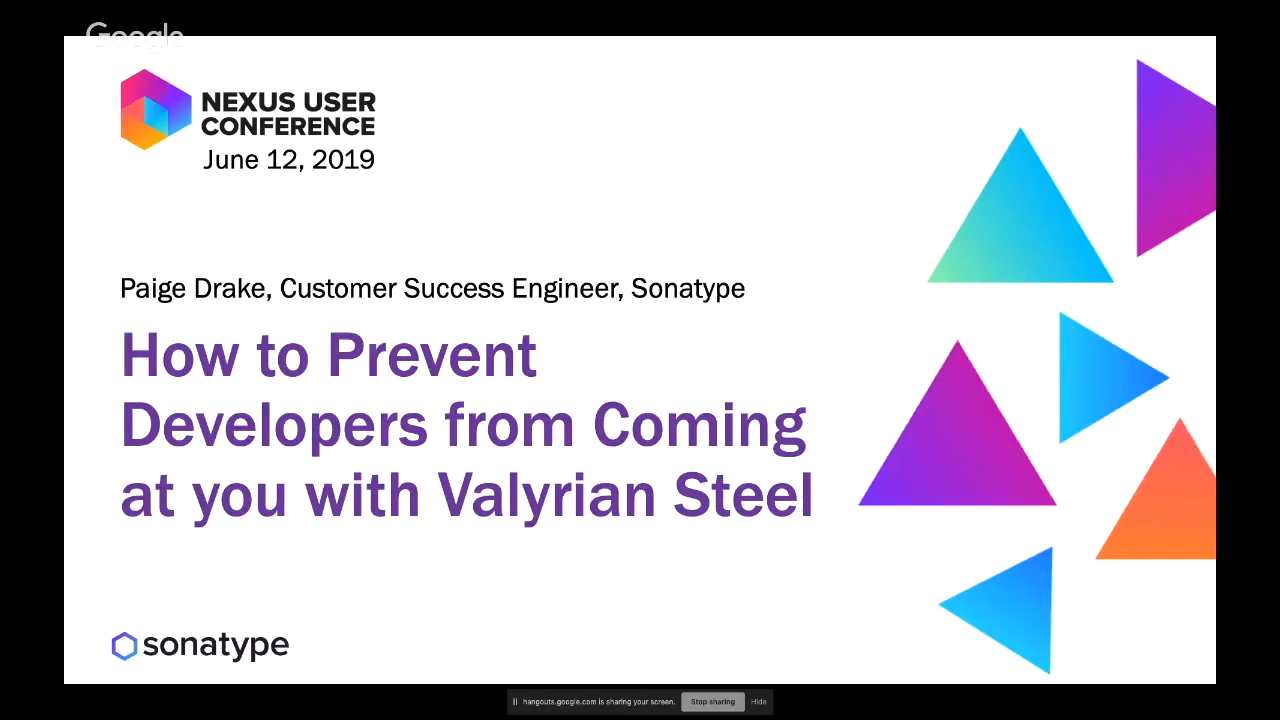 Google
NEXUS USER
CONFERENCE
June 12, 2019
Paige Drake, Customer Success Engineer, Sonatype
How to Prevent
Developers from Coming
at you with Valyrian Steel
sonatype
hangouts.google.com is sharing your screen. Stop sharing Hide